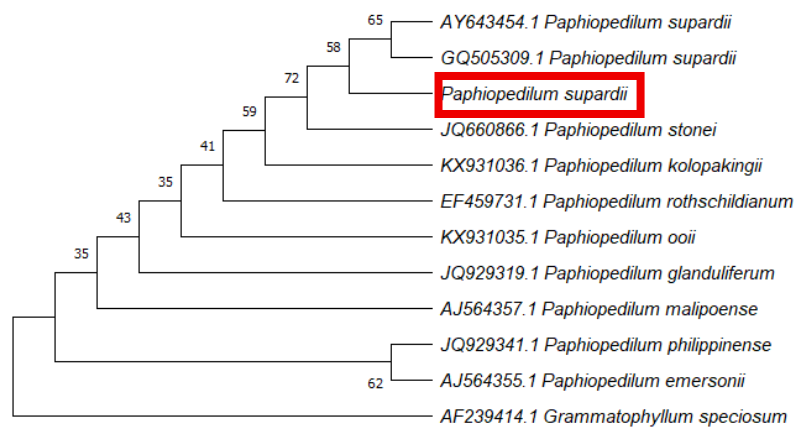 65
AY643454.1 Paphiopedilum supardii
58
GQ505309.1 Paphiopedilum supardii
72
Paphiopedilum supardii
59
JQ660866.1 Paphiopedilum stonei
41
KX931036.1 Paphiopedilum kolopakingii
35
EF459731.1 Paphiopedilum rothschildianum
43
KX931035.1 Paphiopedilum ooii
35
JQ929319.1 Paphiopedilum glanduliferum
AJ564357.1 Paphiopedilum malipoense
JQ929341.1 Paphiopedilum philippinense
62
AJ564355.1 Paphiopedilum emersonii
AF239414.1 Grammatophyllum speciosum